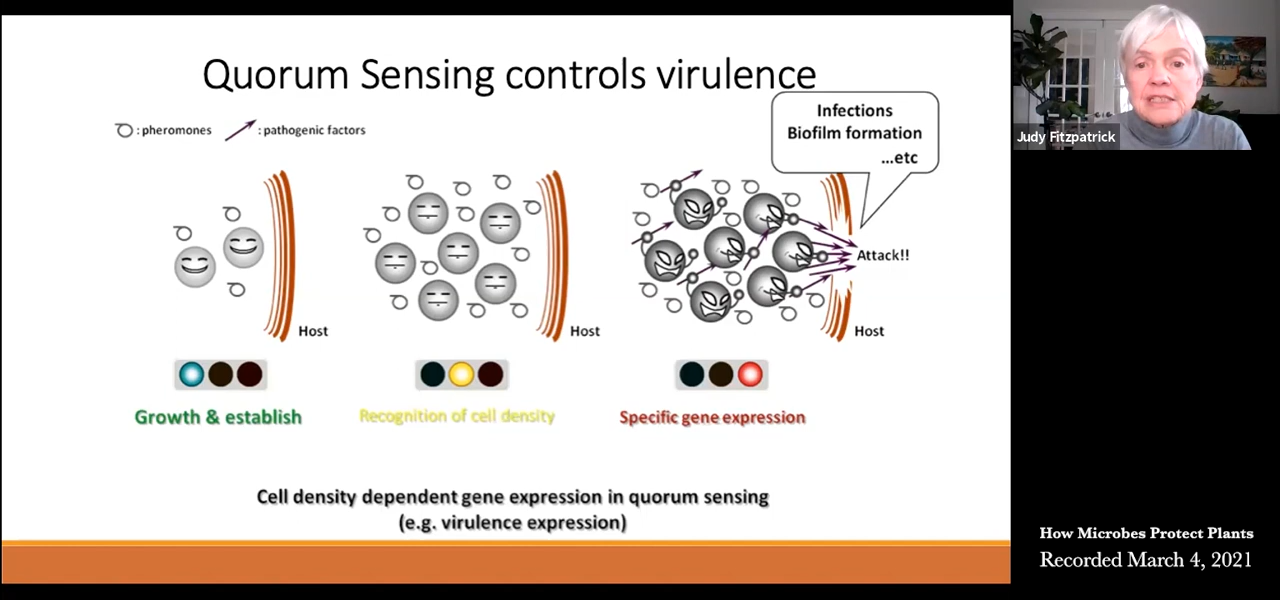 Quorum Sensing controls virulence
: pheromones
: pathogenic factors
Infections
Biofilm formation
...etc
Attack!!
Host
Host
Host
Growth & establish
Recognition of cell density
Specific gene expression
Cell density dependent gene expression in quorum sensing
(e.g. virulence expression)
Judy Fitzpatrick
How Microbes Protect Plants
Recorded March 4, 2021